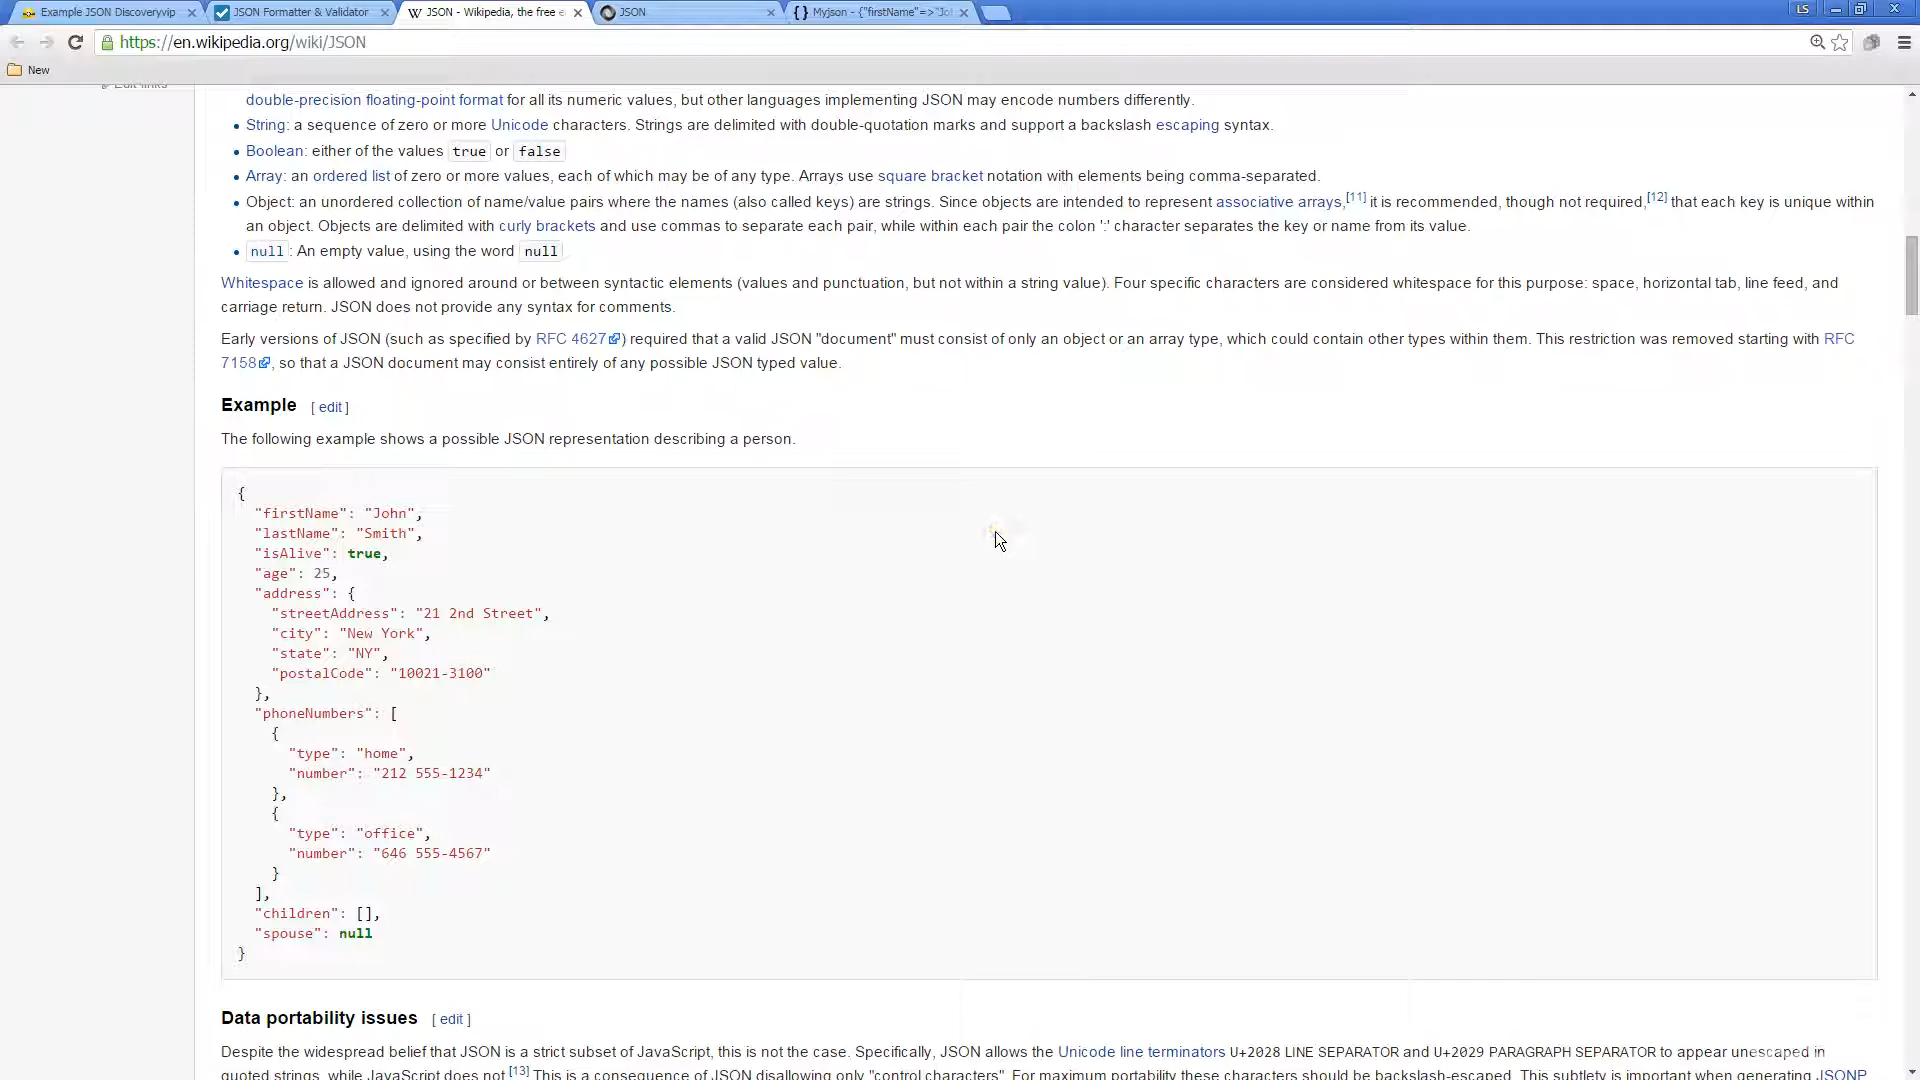 Example JSON Discoveryvip
JSON Formatter & Validator
JSON - Wikipedia, the free e
JSON
Myjson - {"firstName"=>"Jo
LS
https://en.wikipedia.org/wiki/JSON
New
Edit links
double-precision floating-point format for all its numeric values, but other languages implementing JSON may encode numbers differently.
• String: a sequence of zero or more Unicode characters. Strings are delimited with double-quotation marks and support a backslash escaping syntax.
• Boolean: either of the values true or false
• Array: an ordered list of zero or more values, each of which may be of any type. Arrays use square bracket notation with elements being comma-separated.
• Object: an unordered collection of name/value pairs where the names (also called keys) are strings. Since objects are intended to represent associative arrays,[11] it is recommended, though not required,[12] that each key is unique within
an object. Objects are delimited with curly brackets and use commas to separate each pair, while within each pair the colon ':' character separates the key or name from its value.
• null: An empty value, using the word null
Whitespace is allowed and ignored around or between syntactic elements (values and punctuation, but not within a string value). Four specific characters are considered whitespace for this purpose: space, horizontal tab, line feed, and
carriage return. JSON does not provide any syntax for comments.
Early versions of JSON (such as specified by RFC 4627) required that a valid JSON "document" must consist of only an object or an array type, which could contain other types within them. This restriction was removed starting with RFC
7158, so that a JSON document may consist entirely of any possible JSON typed value.
Example [ edit ]
The following example shows a possible JSON representation describing a person.
{
"firstName": "John",
"lastName": "Smith",
"isAlive": true,
"age": 25,
"address": {
"streetAddress": "21 2nd Street",
"city": "New York",
"state": "NY",
"postalCode": "10021-3100"
},
"phoneNumbers": [
{
"type": "home",
"number": "212 555-1234"
},
{
"type": "office",
"number": "646 555-4567"
}
],
"children": [],
"spouse": null
}
Data portability issues [ edit ]
Despite the widespread belief that JSON is a strict subset of JavaScript, this is not the case. Specifically, JSON allows the Unicode line terminators U+2028 LINE SEPARATOR and U+2029 PARAGRAPH SEPARATOR to appear unescaped in
quoted strings, while JavaScript does not.[13] This is a consequence of JSON disallowing only "control characters". For maximum portability these characters should be backslash-escaped. This subtlety is important when generating JSONP